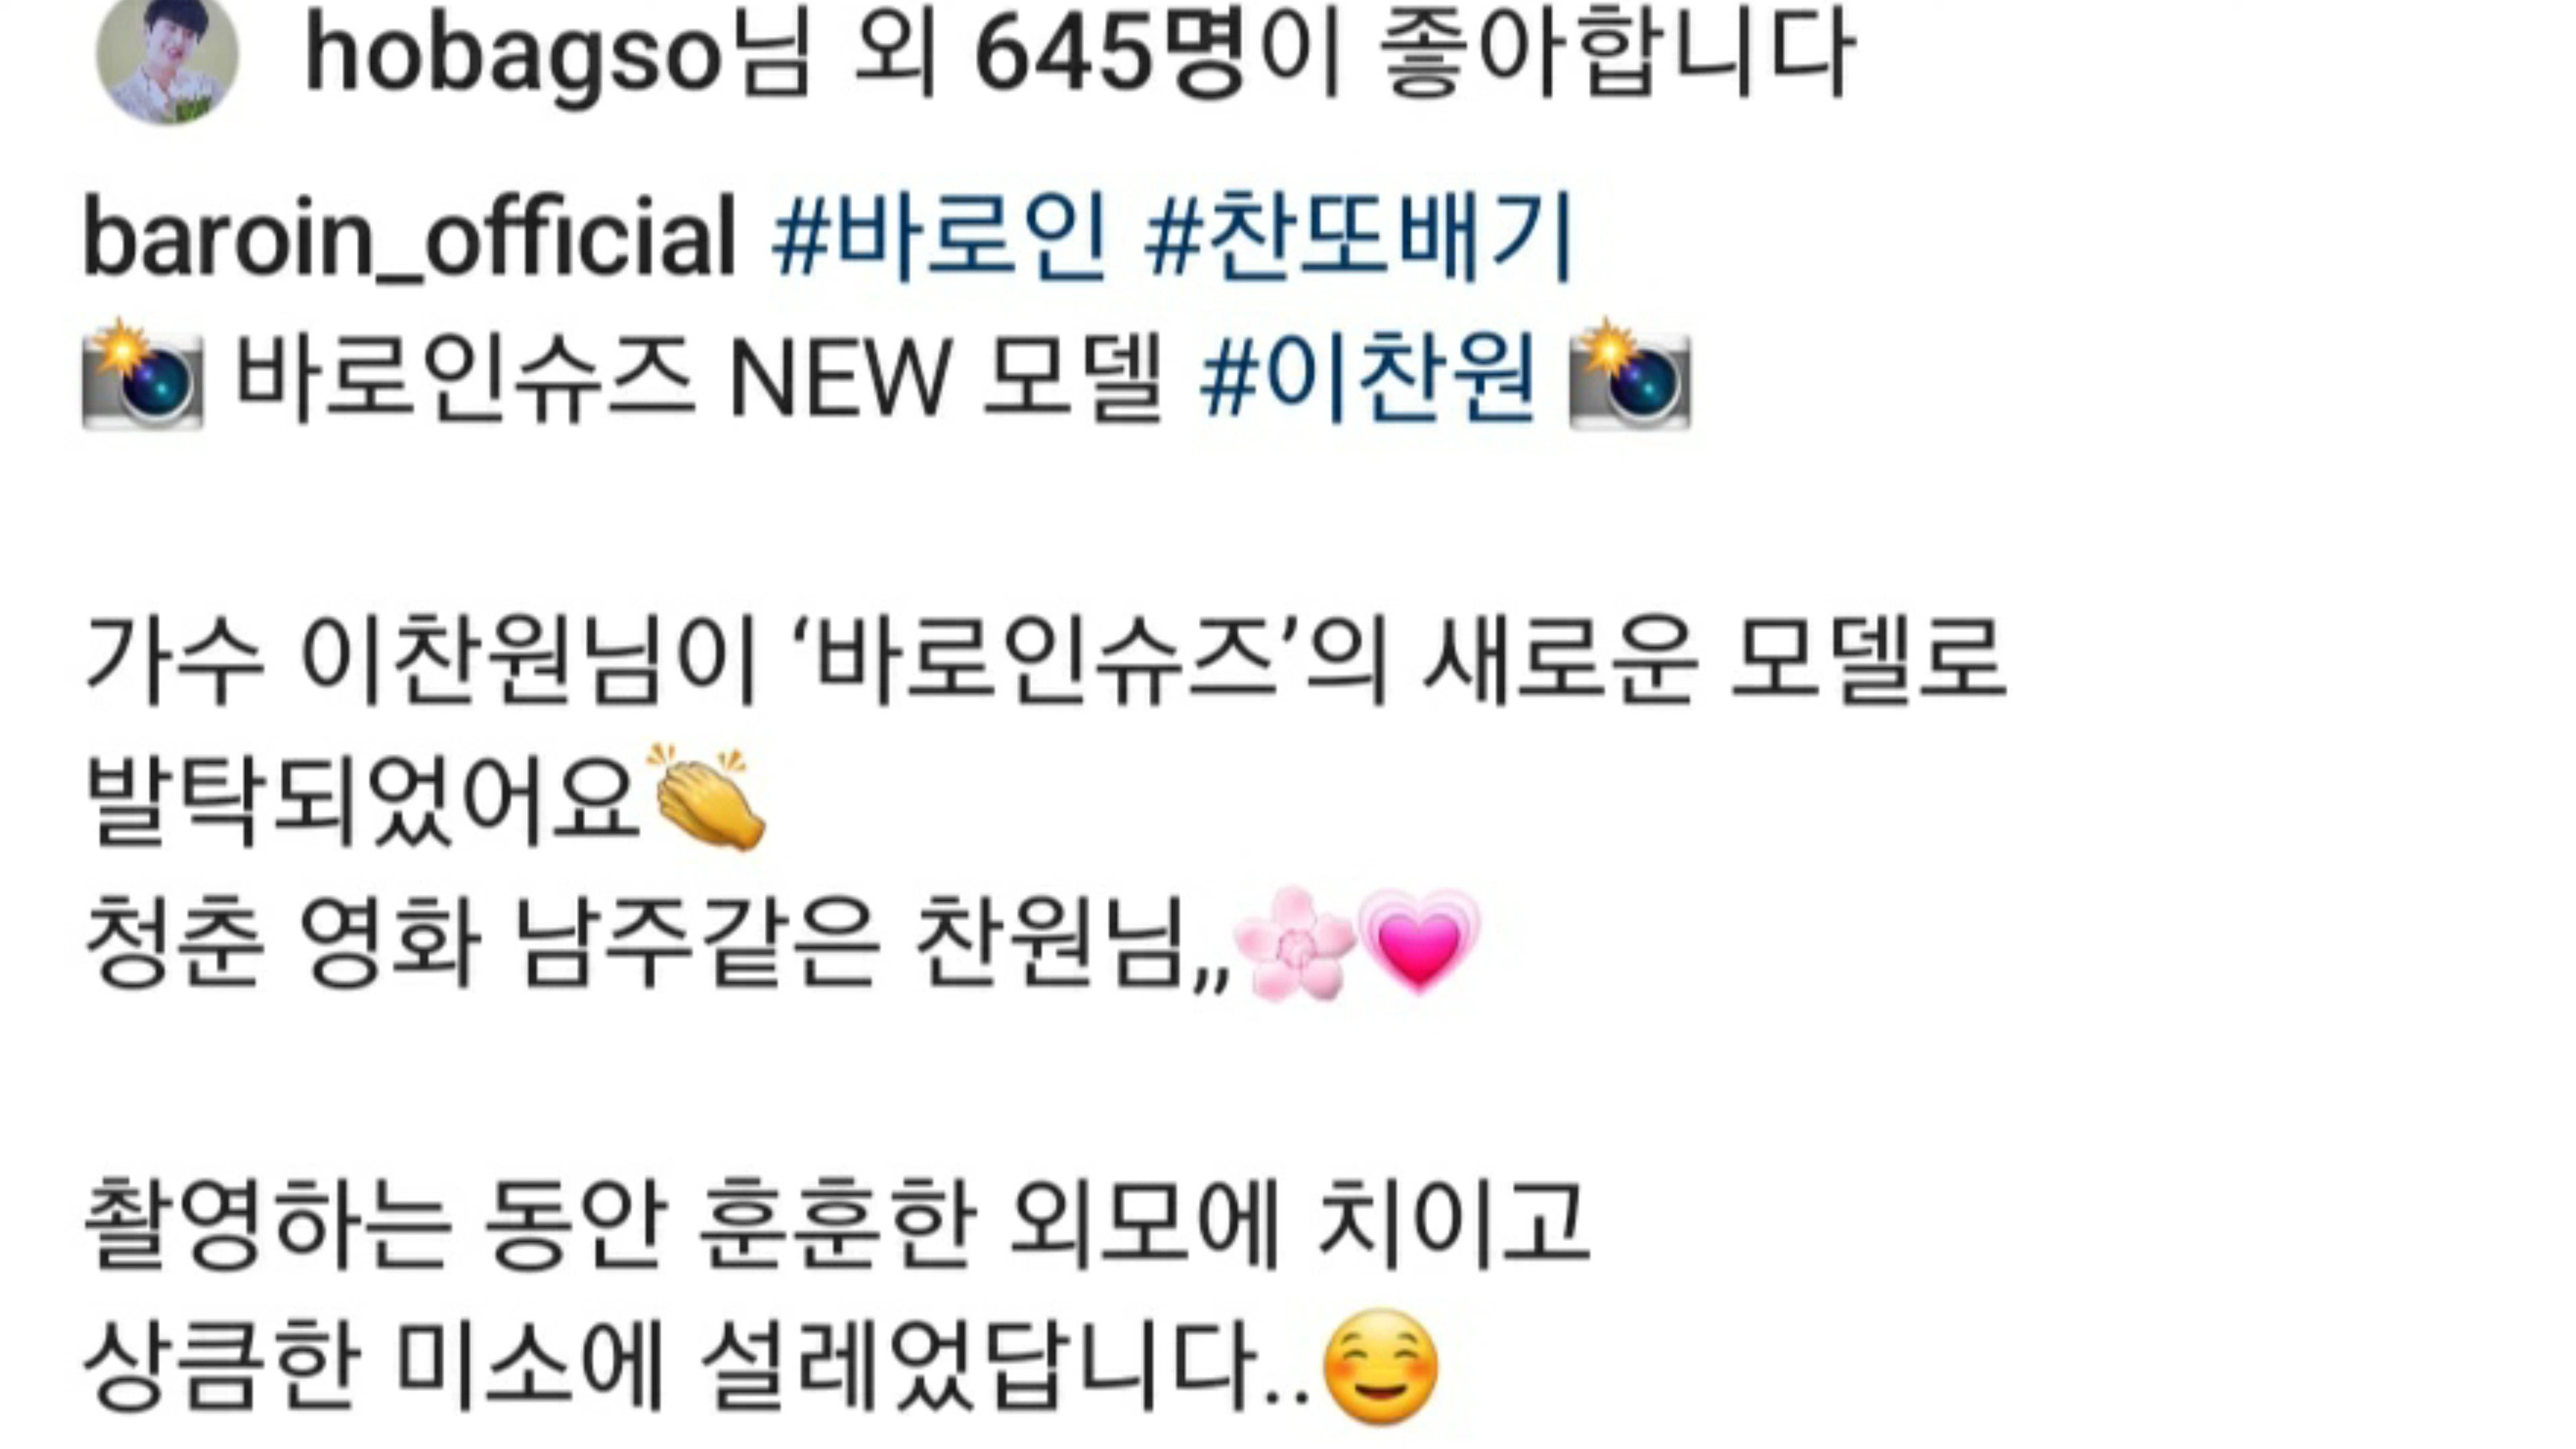 hobagso님 외 645명이 좋아합니다
baroin_official #바로인 #찬또배기
📸 바로인슈즈 NEW 모델 #이찬원 📸
가수 이찬원님이 ‘바로인슈즈’의 새로운 모델로
발탁되었어요👏
청춘 영화 남주같은 찬원님,,🌸💗
촬영하는 동안 훈훈한 외모에 치이고
상큼한 미소에 설레었답니다..☺️